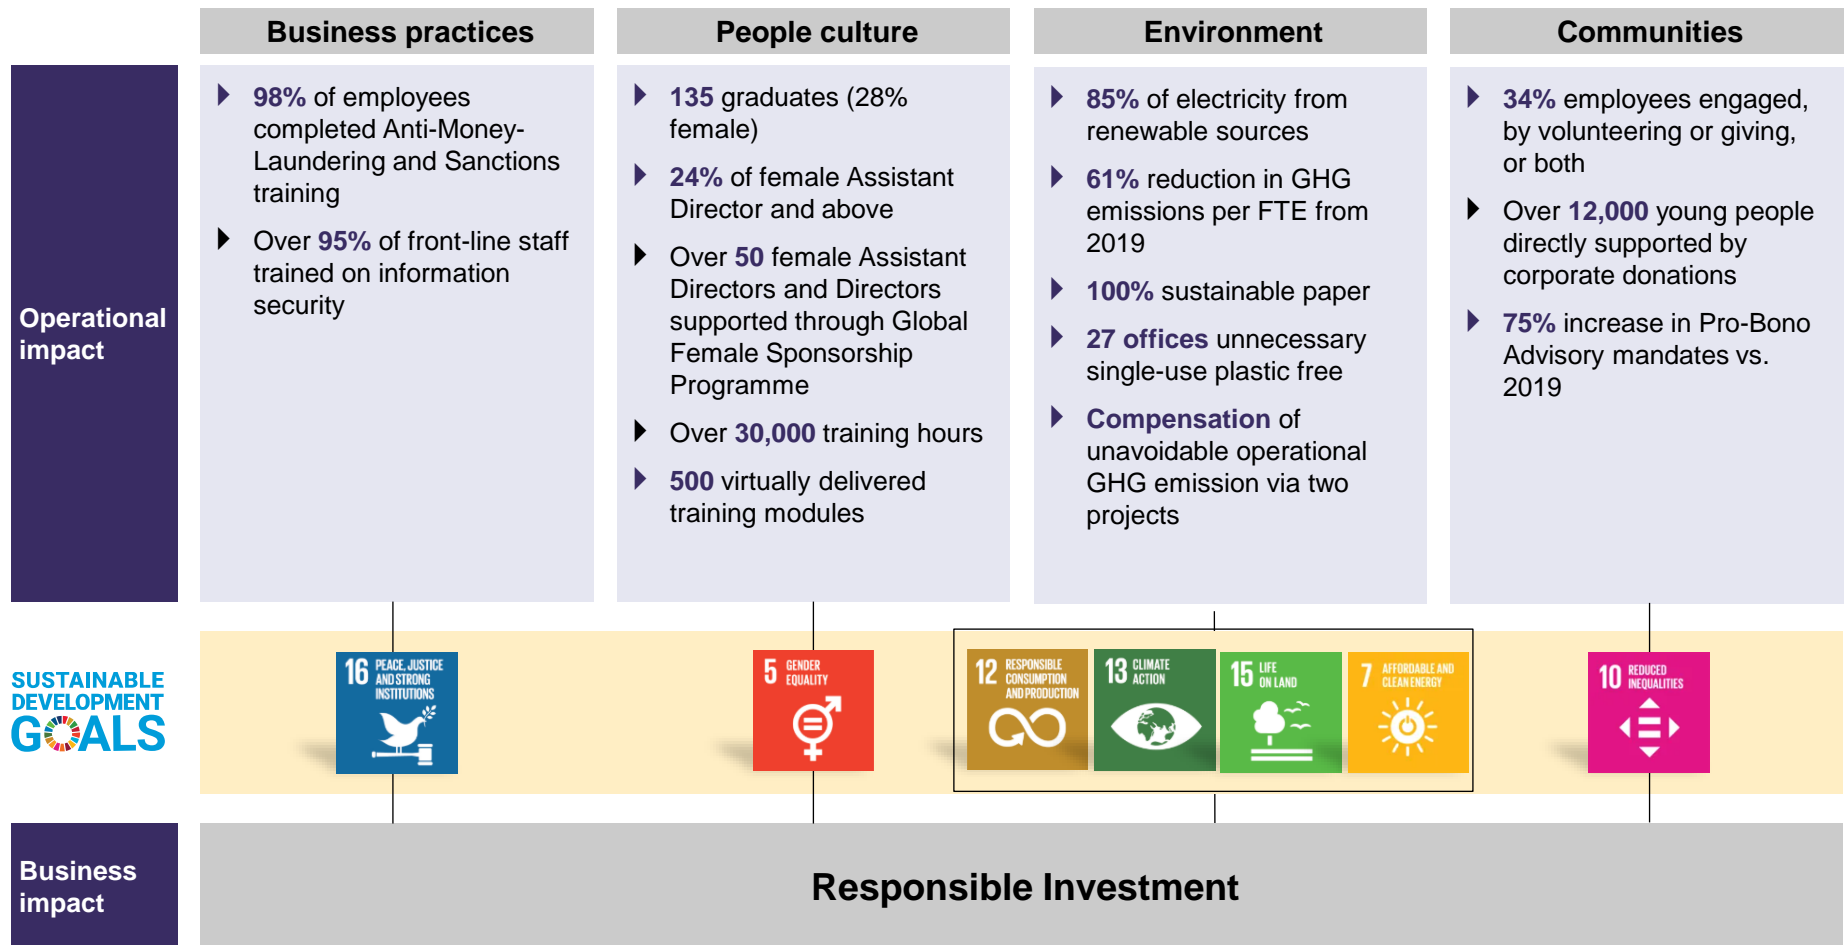 Business practices
People culture
Environment
Communities
Operational
impact
98% of employees
completed Anti-Money-
Laundering and Sanctions
training
Over 95% of front-line staff
trained on information
security
135 graduates (28%
female)
24% of female Assistant
Director and above
Over 50 female Assistant
Directors and Directors
supported through Global
Female Sponsorship
Programme
Over 30,000 training hours
500 virtually delivered
training modules
85% of electricity from
renewable sources
61% reduction in GHG
emissions per FTE from
2019
100% sustainable paper
27 offices unnecessary
single-use plastic free
Compensation of
unavoidable operational
GHG emission via two
projects
34% employees engaged,
by volunteering or giving,
or both
Over 12,000 young people
directly supported by
corporate donations
75% increase in Pro-Bono
Advisory mandates vs.
2019
SUSTAINABLE
DEVELOPMENT
GOALS
16 PEACE, JUSTICE
AND STRONG
INSTITUTIONS
5 GENDER
EQUALITY
12 RESPONSIBLE
CONSUMPTION
AND PRODUCTION
13 CLIMATE
ACTION
15 LIFE
ON LAND
7 AFFORDABLE AND
CLEAN ENERGY
10 REDUCED
INEQUALITIES
Business
impact
Responsible Investment